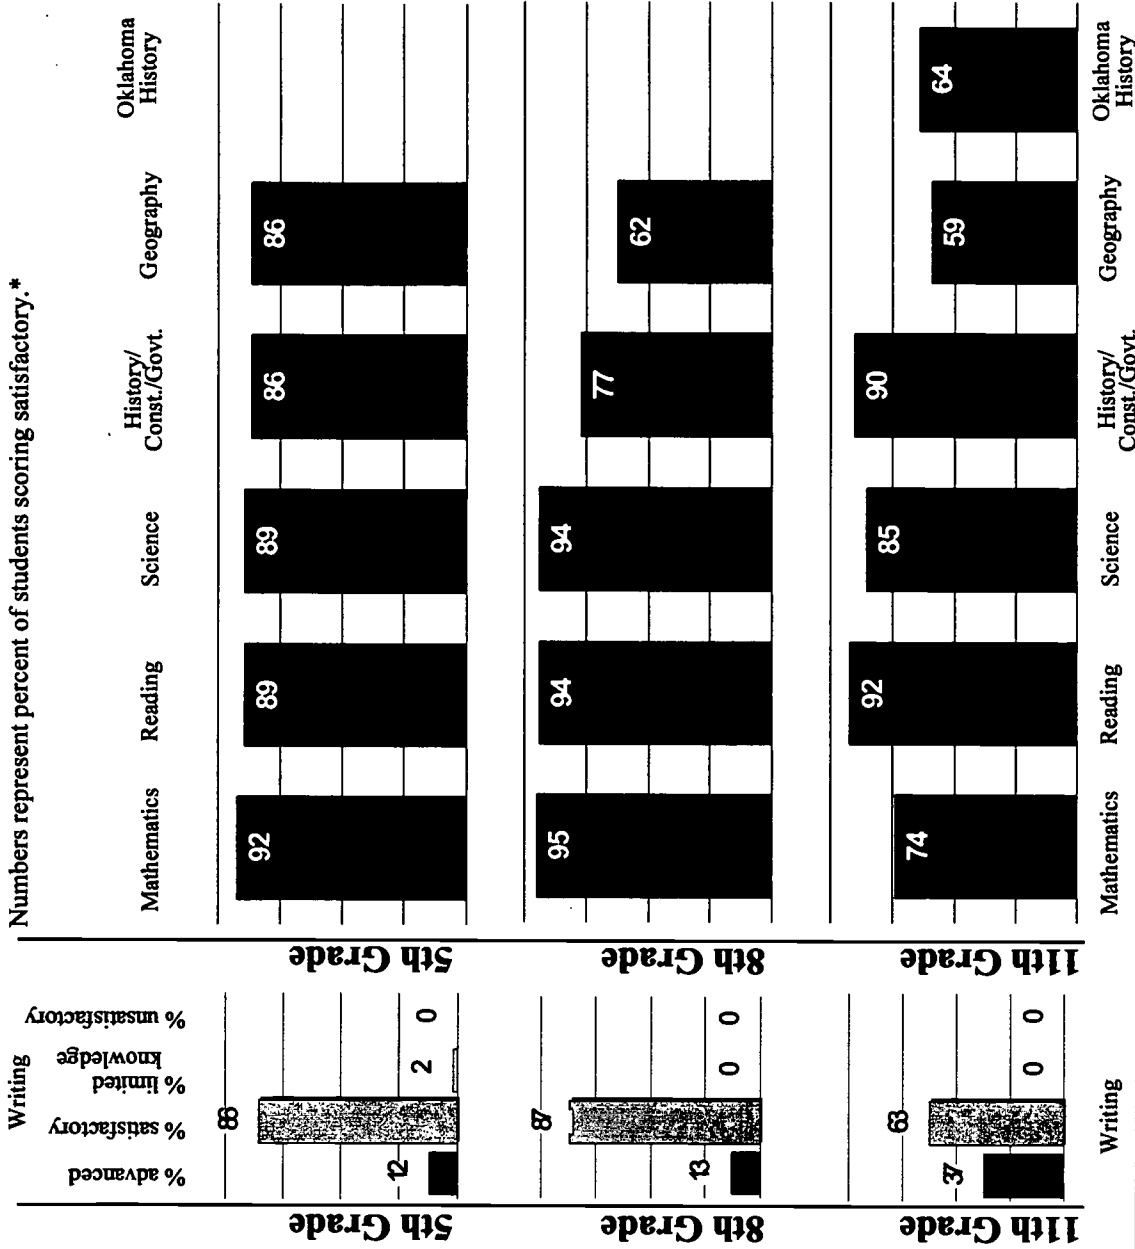 Numbers represent percent of students scoring satisfactory.*
Writing
% advanced
% satisfactory
% limited
knowledge
% unsatisfactory
Mathematics
Reading
Science
History/
Const./Govt.
Geography
Oklahoma
History
5th Grade
12
86
2
0
5th Grade
92
89
89
86
86
8th Grade
13
87
0
0
8th Grade
95
94
94
77
62
11th Grade
37
63
0
0
11th Grade
74
92
85
90
59
64
Writing
Mathematics
Reading
Science
History/
Const./Govt.
Geography
Oklahoma
History